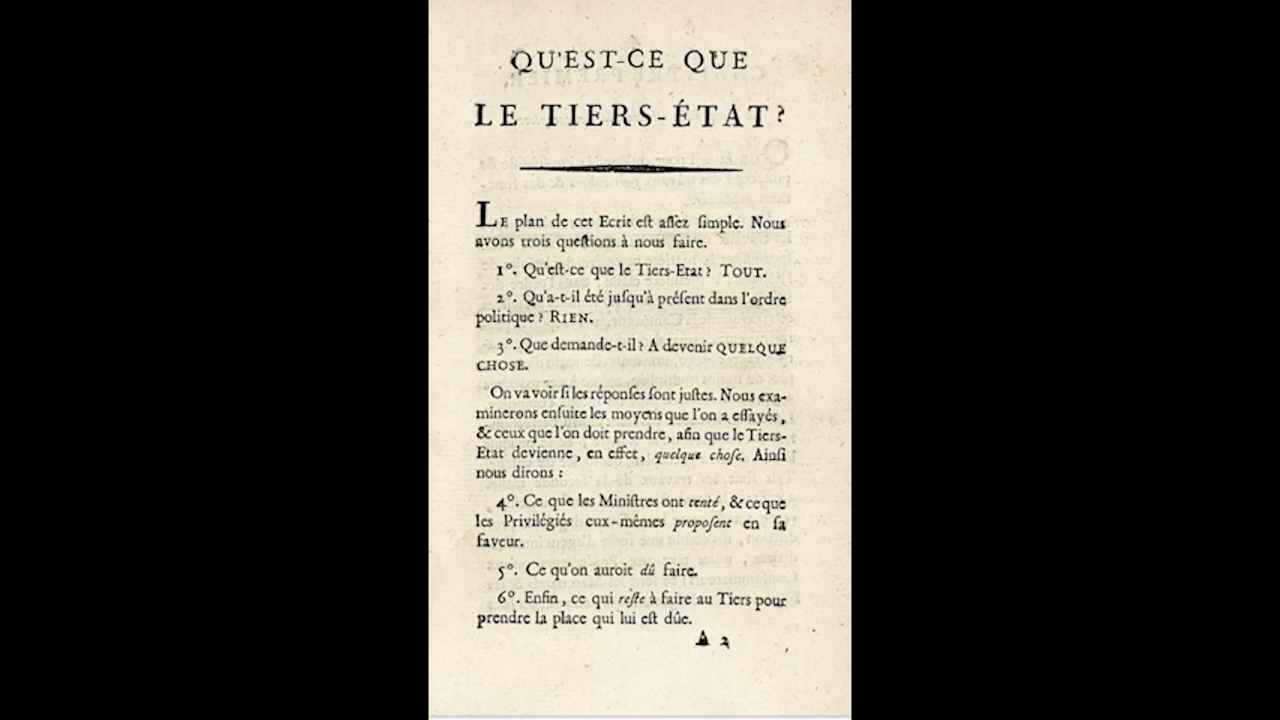 QU'EST-CE QUE
LE TIERS-ÉTAT?
LE plan de cet Ecrit eſt aſſez ſimple. Nous
avons trois queſtions à nous faire.
1°. Qu'eſt-ce que le Tiers-Etat? TOUT.
2°. Qu'a-t-il été juſqu'à préſent dans l'ordre
politique? RIEN.
3°. Que demande-t-il? A devenir QUELQUE
CHOSE.
On va voir ſi les réponſes ſont juſtes. Nous exa-
minerons enſuite les moyens que l'on a eſſayés,
& ceux que l'on doit prendre, afin que le Tiers-
Etat devienne, en effet, quelque choſe. Ainſi
nous dirons :
4°. Ce que les Miniſtres ont tenté, & ce que
les Privilégiés eux-mêmes propoſent en ſa
faveur.
5°. Ce qu'on auroit dû faire.
6°. Enfin, ce qui reſte à faire au Tiers pour
prendre la place qui lui eſt dûe.
A 2